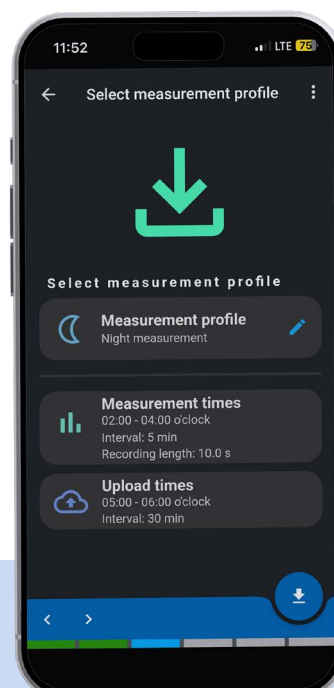 11:52
LTE 75
Select measurement profile
Select measurement profile
Measurement profile
Night measurement
Measurement times
02:00 - 04:00 o'clock
Interval: 5 min
Recording length: 10.0 s
Upload times
05:00 - 06:00 o'clock
Interval: 30 min